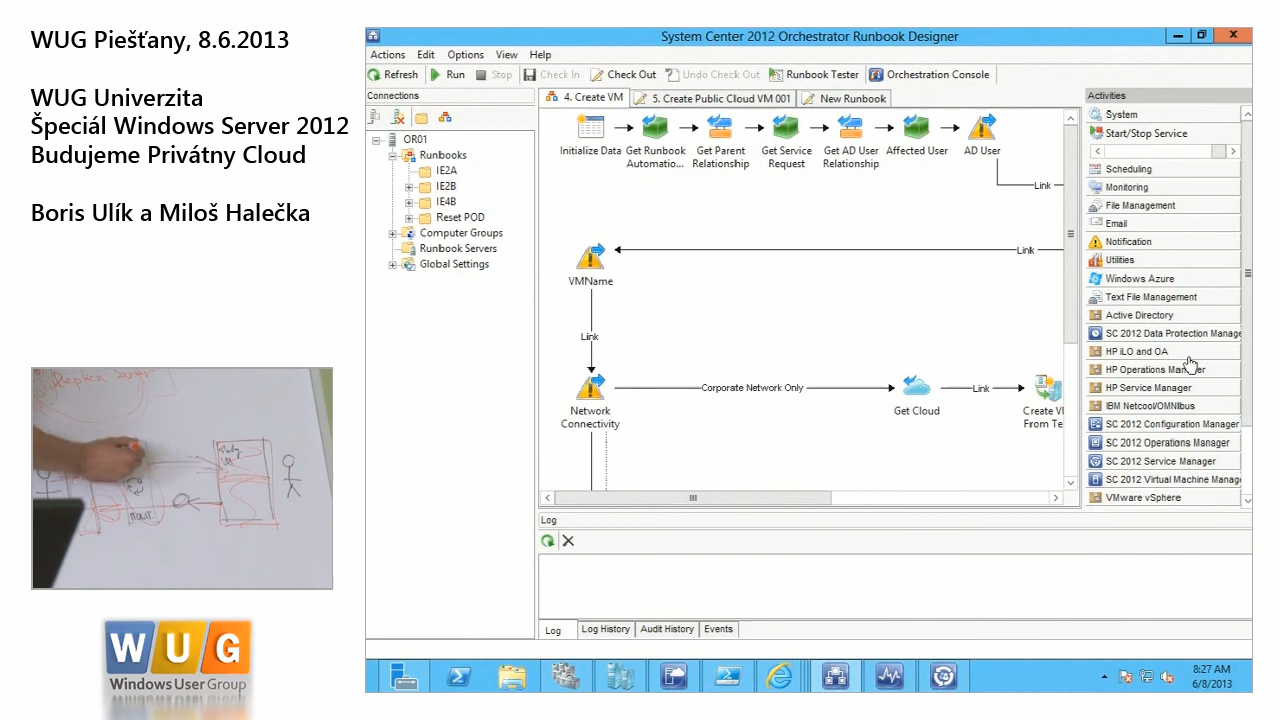 WUG Piešťany, 8.6.2013
WUG Univerzita
Špeciál Windows Server 2012
Budujeme Privátny Cloud
Boris Ulík a Miloš Halečka
Replica
WUG
Windows User Group
System Center 2012 Orchestrator Runbook Designer
Actions Edit Options View Help
Refresh Run Stop Check In Check Out Undo Check Out Runbook Tester Orchestration Console
Connections
OR01
Runbooks
IE2A
IE2B
IE4B
Reset POD
Computer Groups
Runbook Servers
Global Settings
4. Create VM 5. Create Public Cloud VM 001 New Runbook
Initialize Data
Get Runbook
Automatio...
Get Parent
Relationship
Get Service
Request
Get AD User
Relationship
Affected User
AD User
Link
Link
VMName
Link
Network
Connectivity
Corporate Network Only
Get Cloud
Link
Create VI
From Te
Activities
System
Start/Stop Service
Scheduling
Monitoring
File Management
Email
Notification
Utilities
Windows Azure
Text File Management
Active Directory
SC 2012 Data Protection Manage
HP iLO and OA
HP Operations Manager
HP Service Manager
IBM Netcool/OMNIbus
SC 2012 Configuration Manager
SC 2012 Operations Manager
SC 2012 Service Manager
SC 2012 Virtual Machine Manag
VMware vSphere
Log
Log Log History Audit History Events
8:27 AM
6/8/2013